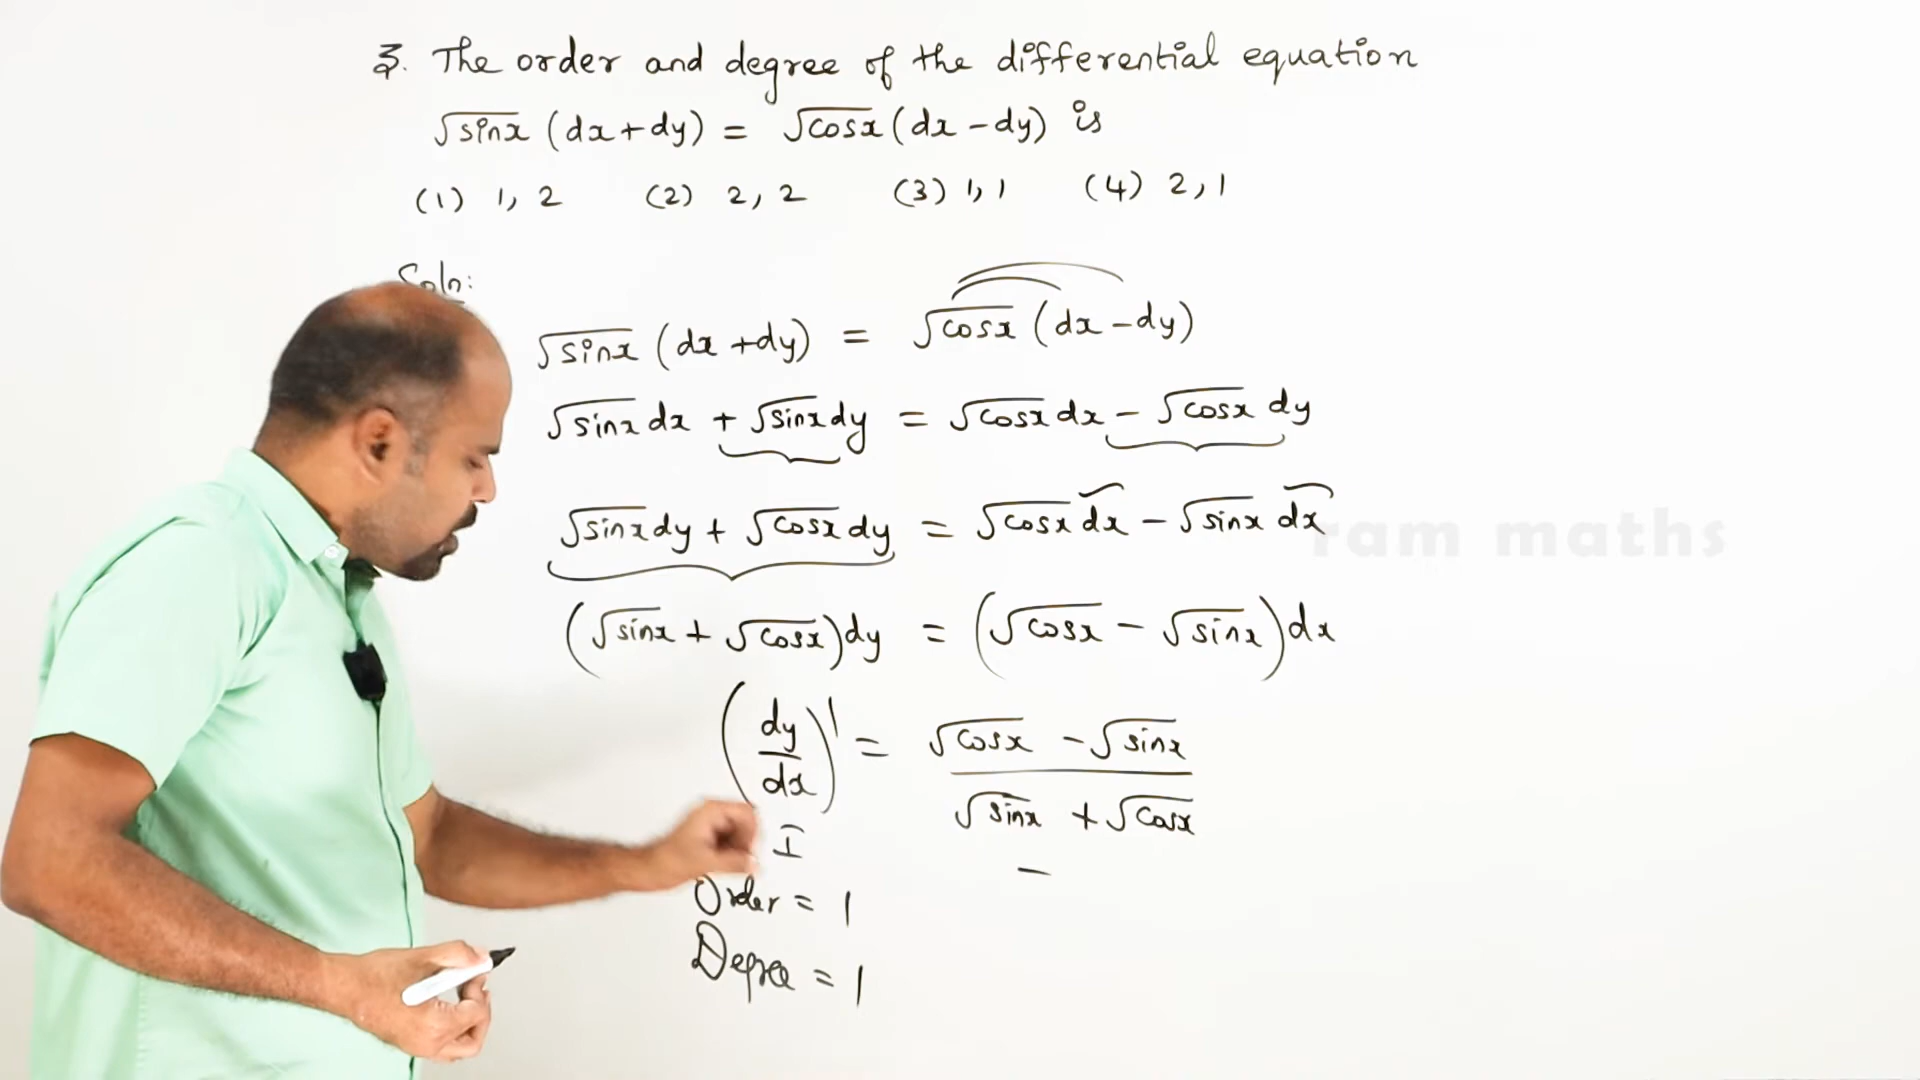 3. The order and degree of the differential equation
√sinx (dx+dy) = √cosx (dx-dy) is
(1) 1, 2 (2) 2, 2 (3) 1, 1 (4) 2, 1
Soln:
√sinx (dx+dy) = √cosx (dx-dy)
√sinx dx + √sinx dy = √cosx dx - √cosx dy
√sinx dy + √cosx dy = √cosx dx - √sinx dx
ram maths
(√sinx + √cosx) dy = (√cosx - √sinx) dx
(dy/dx)¹ = (√cosx - √sinx)/(√sinx + √cosx)
I
Order = 1
Degree = 1